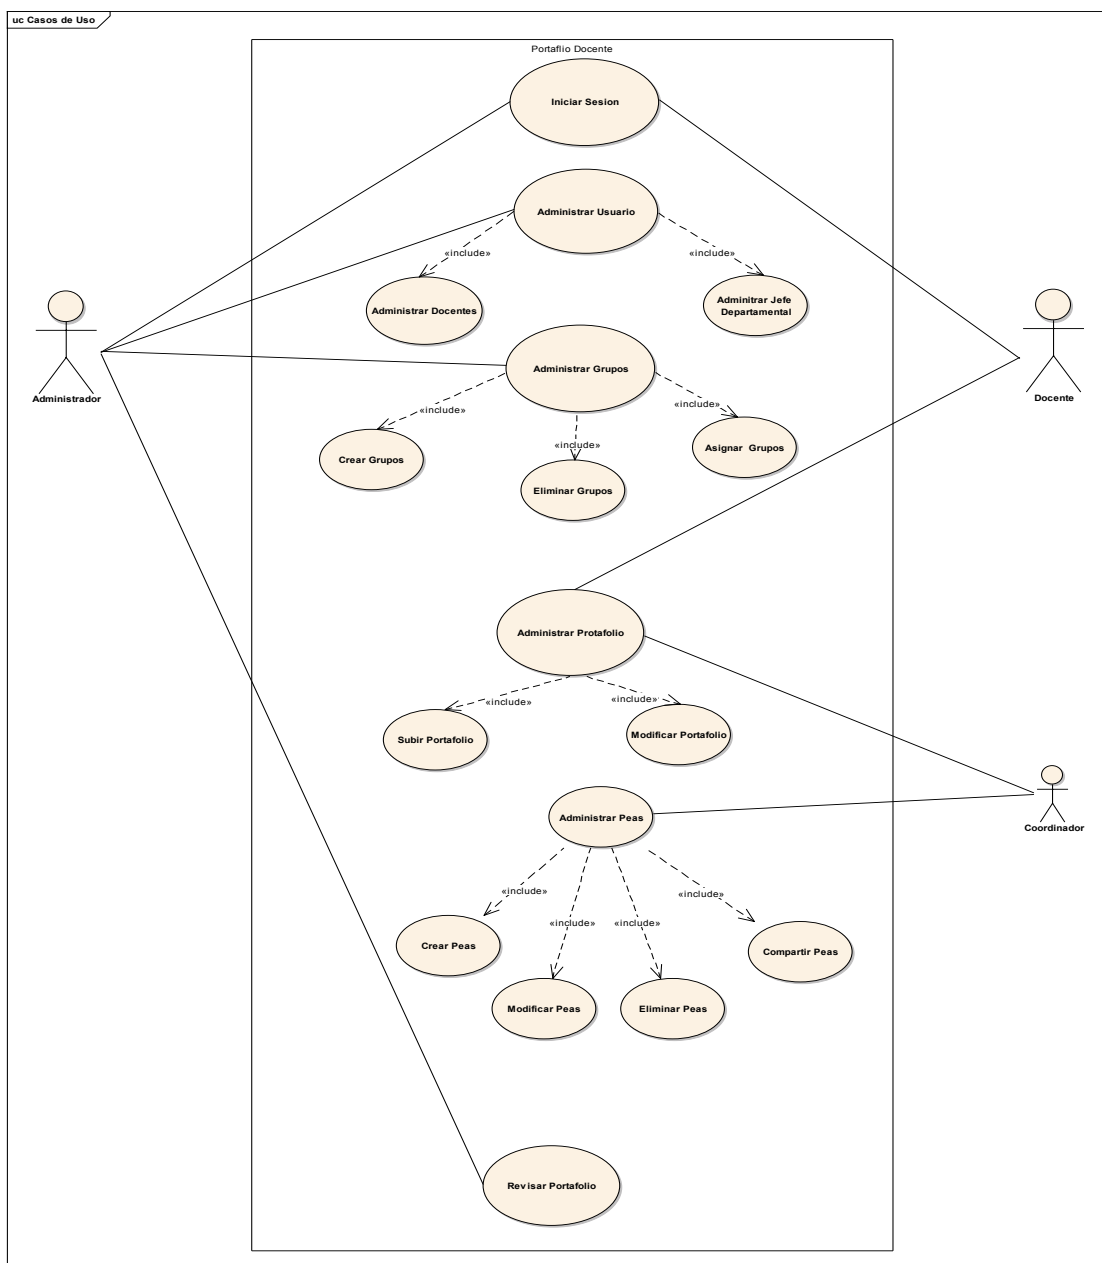 uc Casos de Uso
Portaflio Docente
Iniciar Sesion
Administrar Usuario
«include»
«include»
Administrar Docentes
Adminitrar Jefe
Departamental
Administrador
Docente
Administrar Grupos
«include»
«include»
«include»
Crear Grupos
Asignar Grupos
Eliminar Grupos
Administrar Protafolio
«include»
«include»
Subir Portafolio
Modificar Portafolio
Administrar Peas
Coordinador
«include»
«include»
«include»
«include»
Crear Peas
Compartir Peas
Modificar Peas
Eliminar Peas
Revisar Portafolio